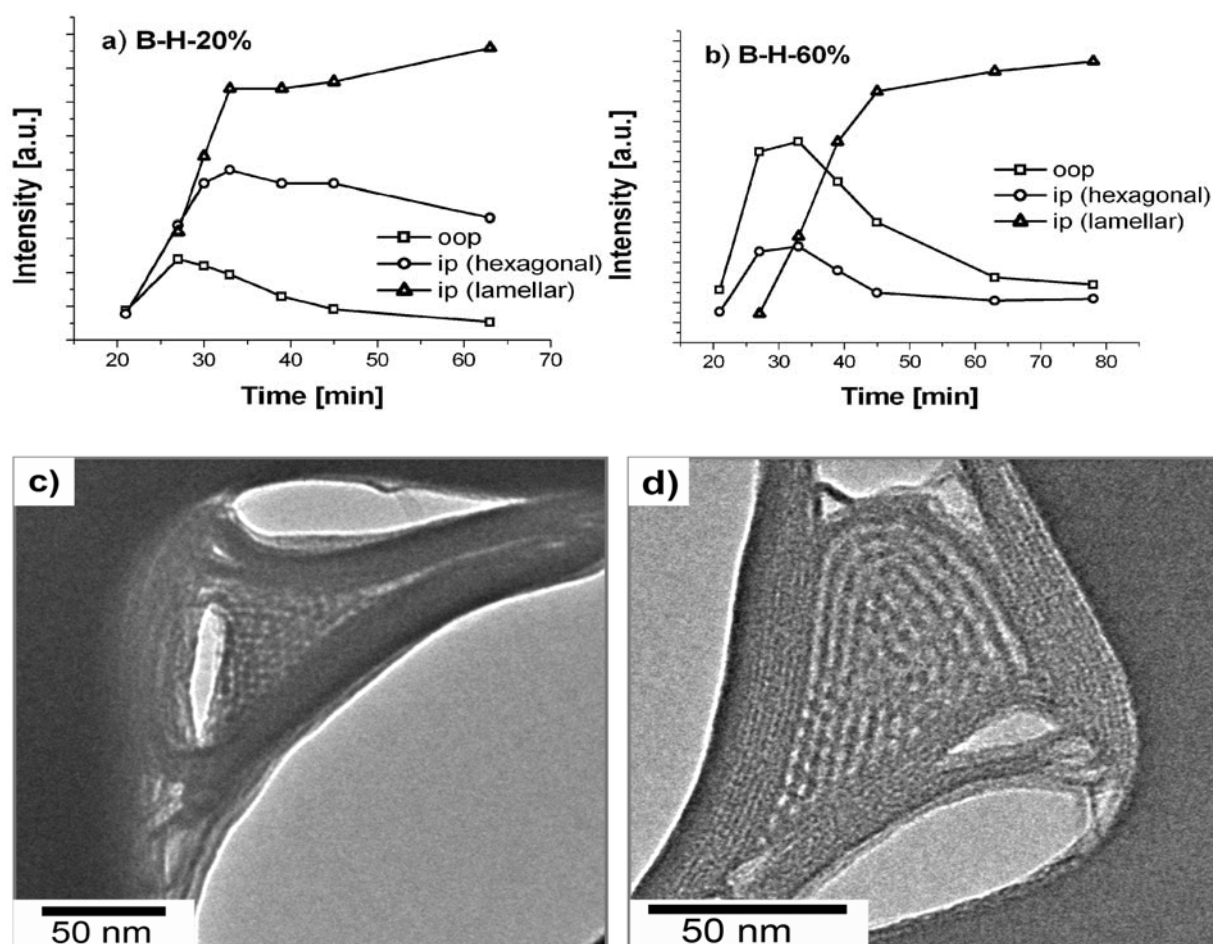 a) B-H-20%
Intensity [a.u.]
oop
ip (hexagonal)
ip (lamellar)
20 30 40 50 60 70
Time [min]
b) B-H-60%
Intensity [a.u.]
oop
ip (hexagonal)
ip (lamellar)
20 30 40 50 60 70 80
Time [min]
c)
50 nm
d)
50 nm